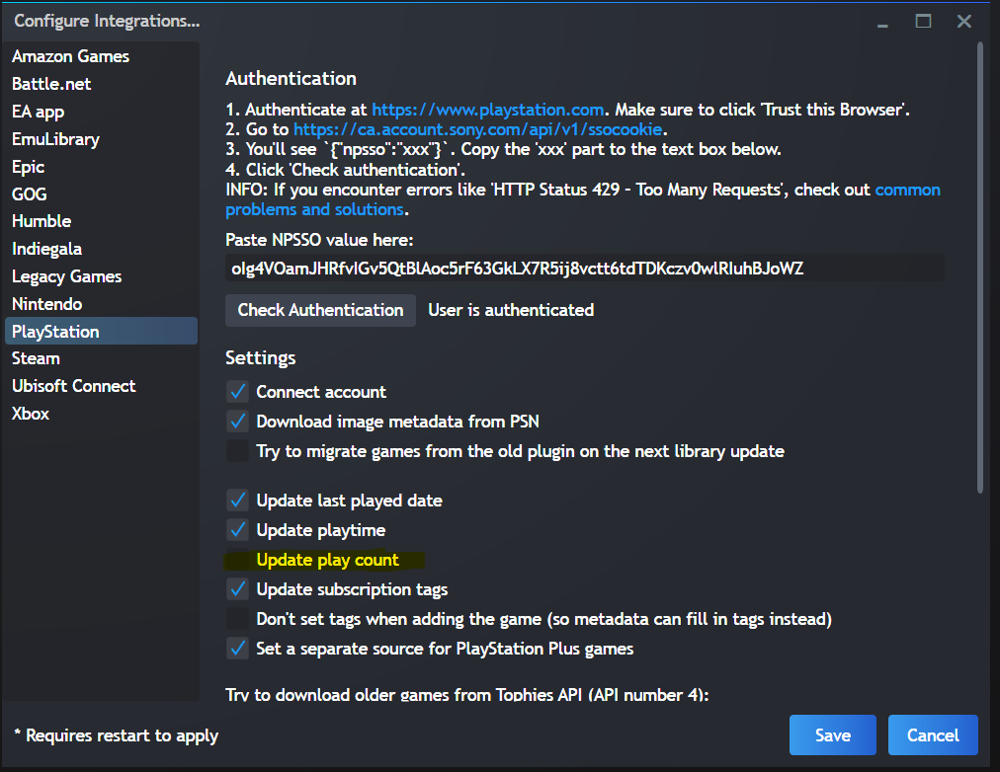 Configure Integrations...
Amazon Games
Battle.net
EA app
EmuLibrary
Epic
GOG
Humble
Indiegala
Legacy Games
Nintendo
PlayStation
Steam
Ubisoft Connect
Xbox
Authentication
1. Authenticate at https://www.playstation.com. Make sure to click 'Trust this Browser'.
2. Go to https://ca.account.sony.com/api/v1/ssocookie.
3. You'll see `{"npsso":"xxx"}`. Copy the 'xxx' part to the text box below.
4. Click 'Check authentication'.
INFO: If you encounter errors like 'HTTP Status 429 - Too Many Requests', check out common
problems and solutions.
Paste NPSSO value here:
oIg4VOamJHRfvIGv5QtBlAoc5rF63GkLX7R5ij8vctt6tdTDKczv0wlRIuhBJoWZ
Check Authentication User is authenticated
Settings
Connect account
Download image metadata from PSN
Try to migrate games from the old plugin on the next library update
Update last played date
Update playtime
Update play count
Update subscription tags
Don't set tags when adding the game (so metadata can fill in tags instead)
Set a separate source for PlayStation Plus games
Try to download older games from Tophies API (API number 4):
* Requires restart to apply
Save
Cancel